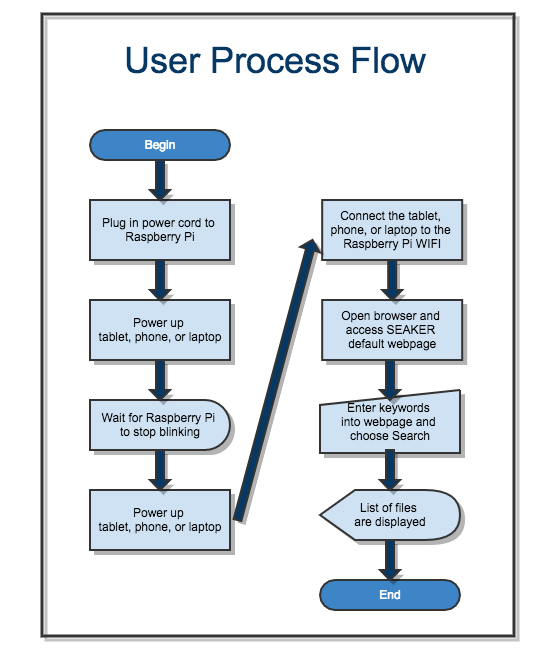 User Process Flow
Begin
Plug in power cord to
Raspberry Pi
Power up
tablet, phone, or laptop
Wait for Raspberry Pi
to stop blinking
Power up
tablet, phone, or laptop
Connect the tablet,
phone, or laptop to the
Raspberry Pi WIFI
Open browser and
access SEAKER
default webpage
Enter keywords
into webpage and
choose Search
List of files
are displayed
End